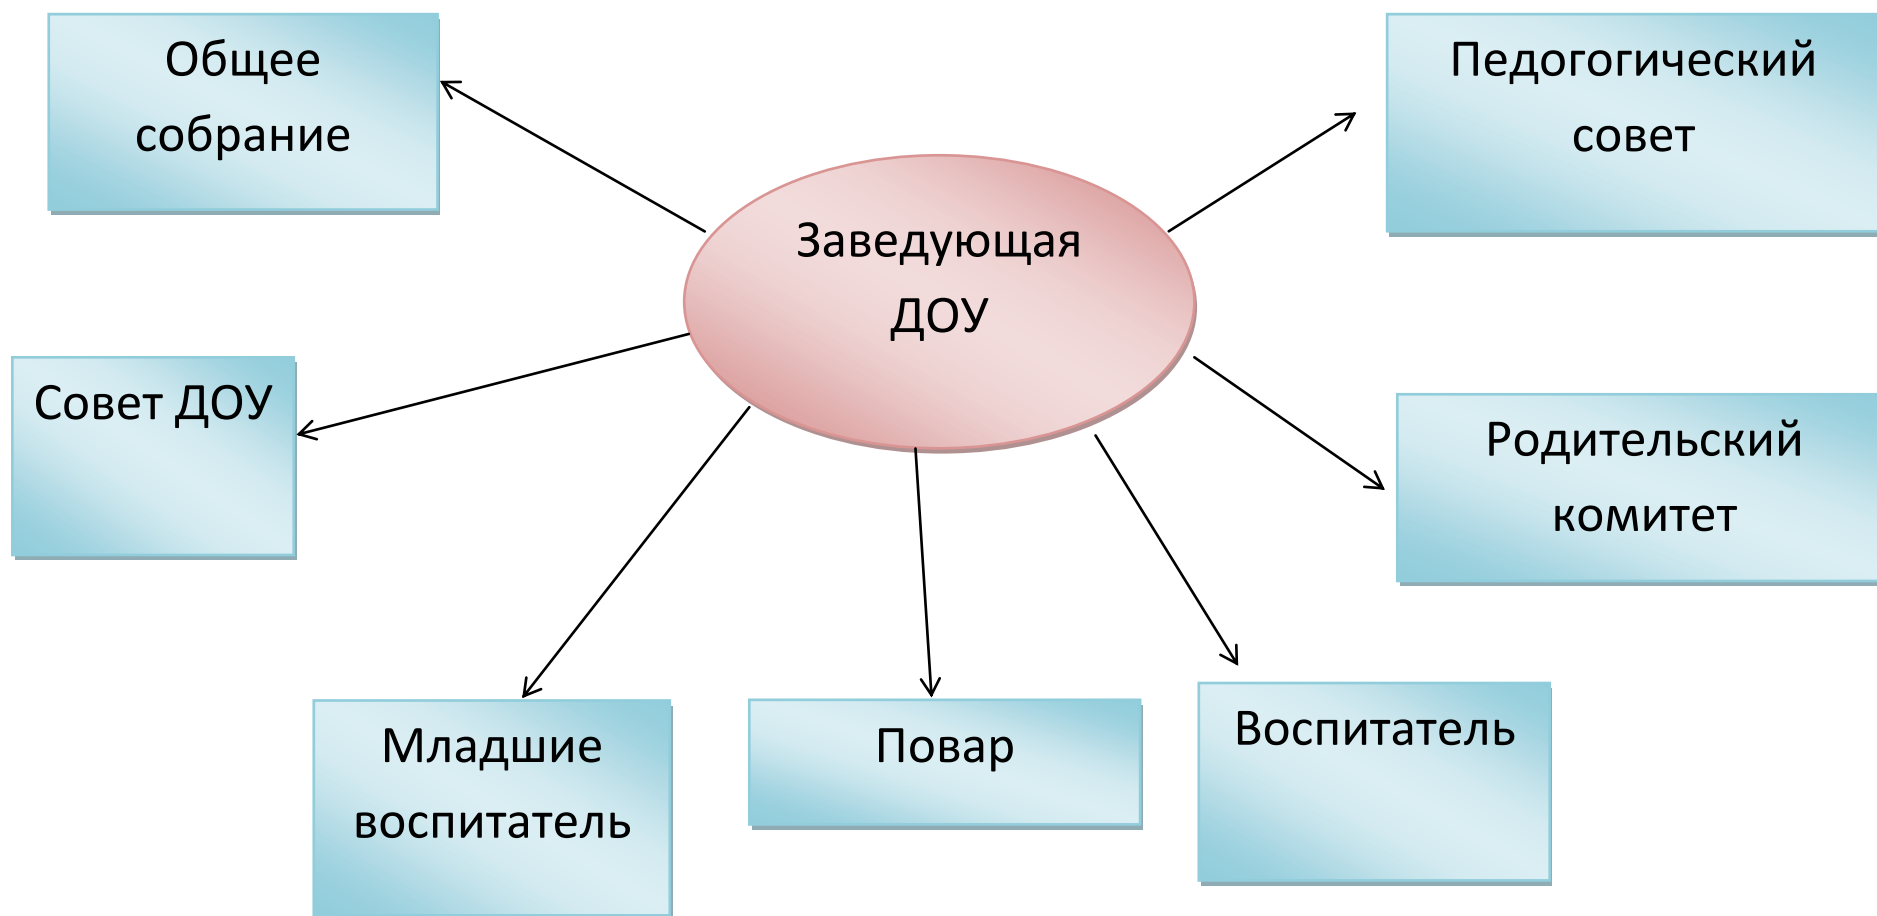 Общее
собрание
Педогогический
совет
Заведующая
ДОУ
Совет ДОУ
Родительский
комитет
Младшие
воспитатель
Повар
Воспитатель